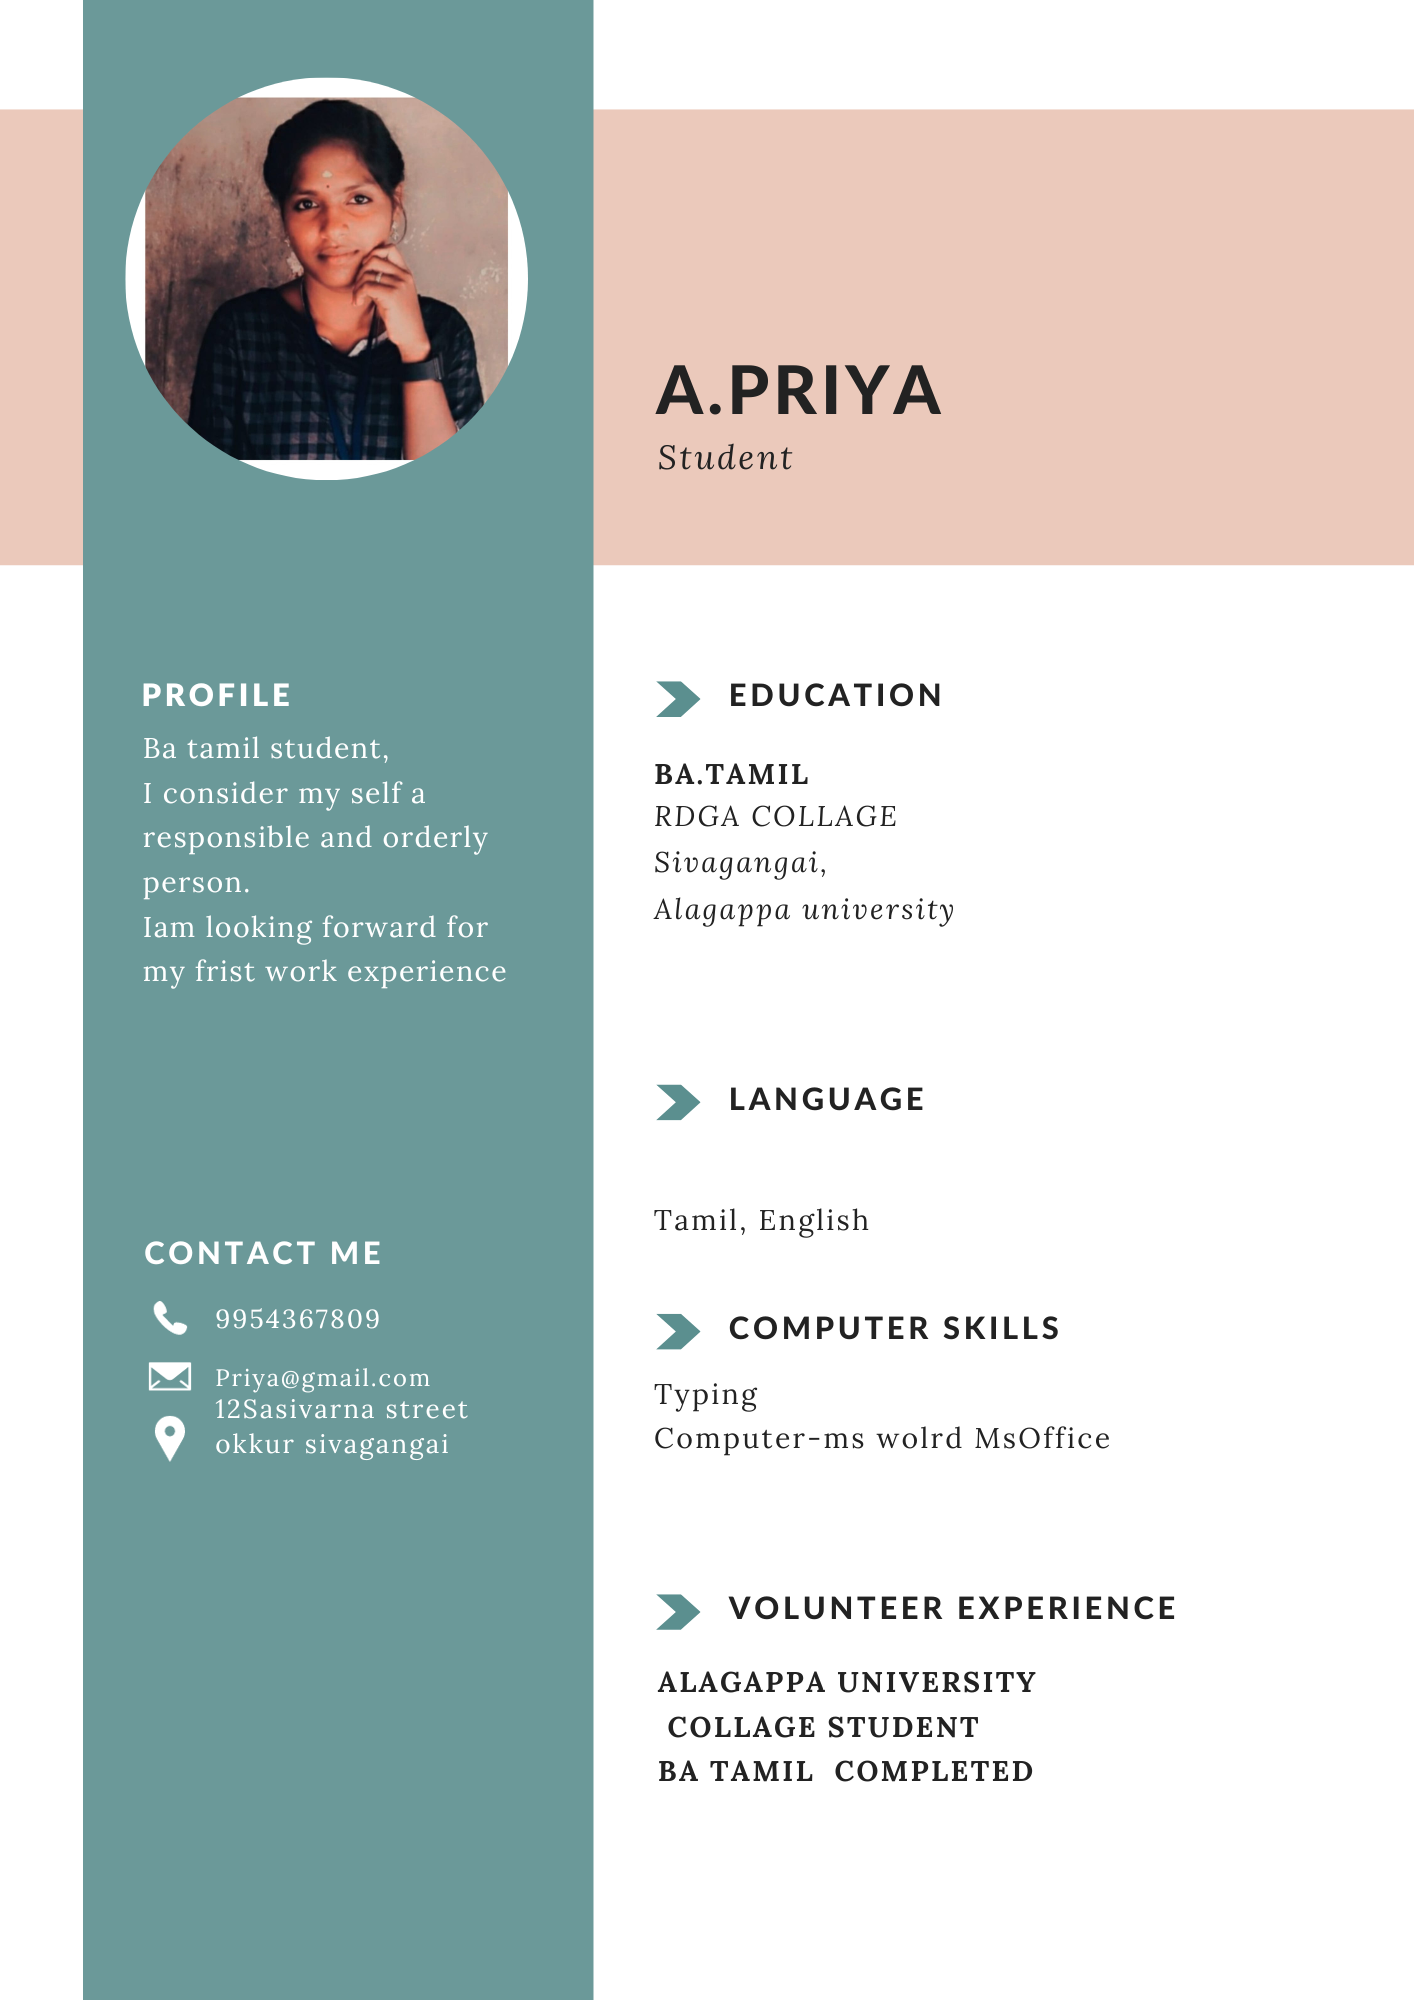 A.PRIYA
Student
PROFILE
Ba tamil student,
I consider my self a
responsible and orderly
person.
Iam looking forward for
my frist work experience
CONTACT ME
9954367809
Priya@gmail.com
12Sasivarna street
okkur sivagangai
EDUCATION
BA.TAMIL
RDGA COLLAGE
Sivagangai,
Alagappa university
LANGUAGE
Tamil, English
COMPUTER SKILLS
Typing
Computer-ms wolrd MsOffice
VOLUNTEER EXPERIENCE
ALAGAPPA UNIVERSITY
COLLAGE STUDENT
BA TAMIL COMPLETED